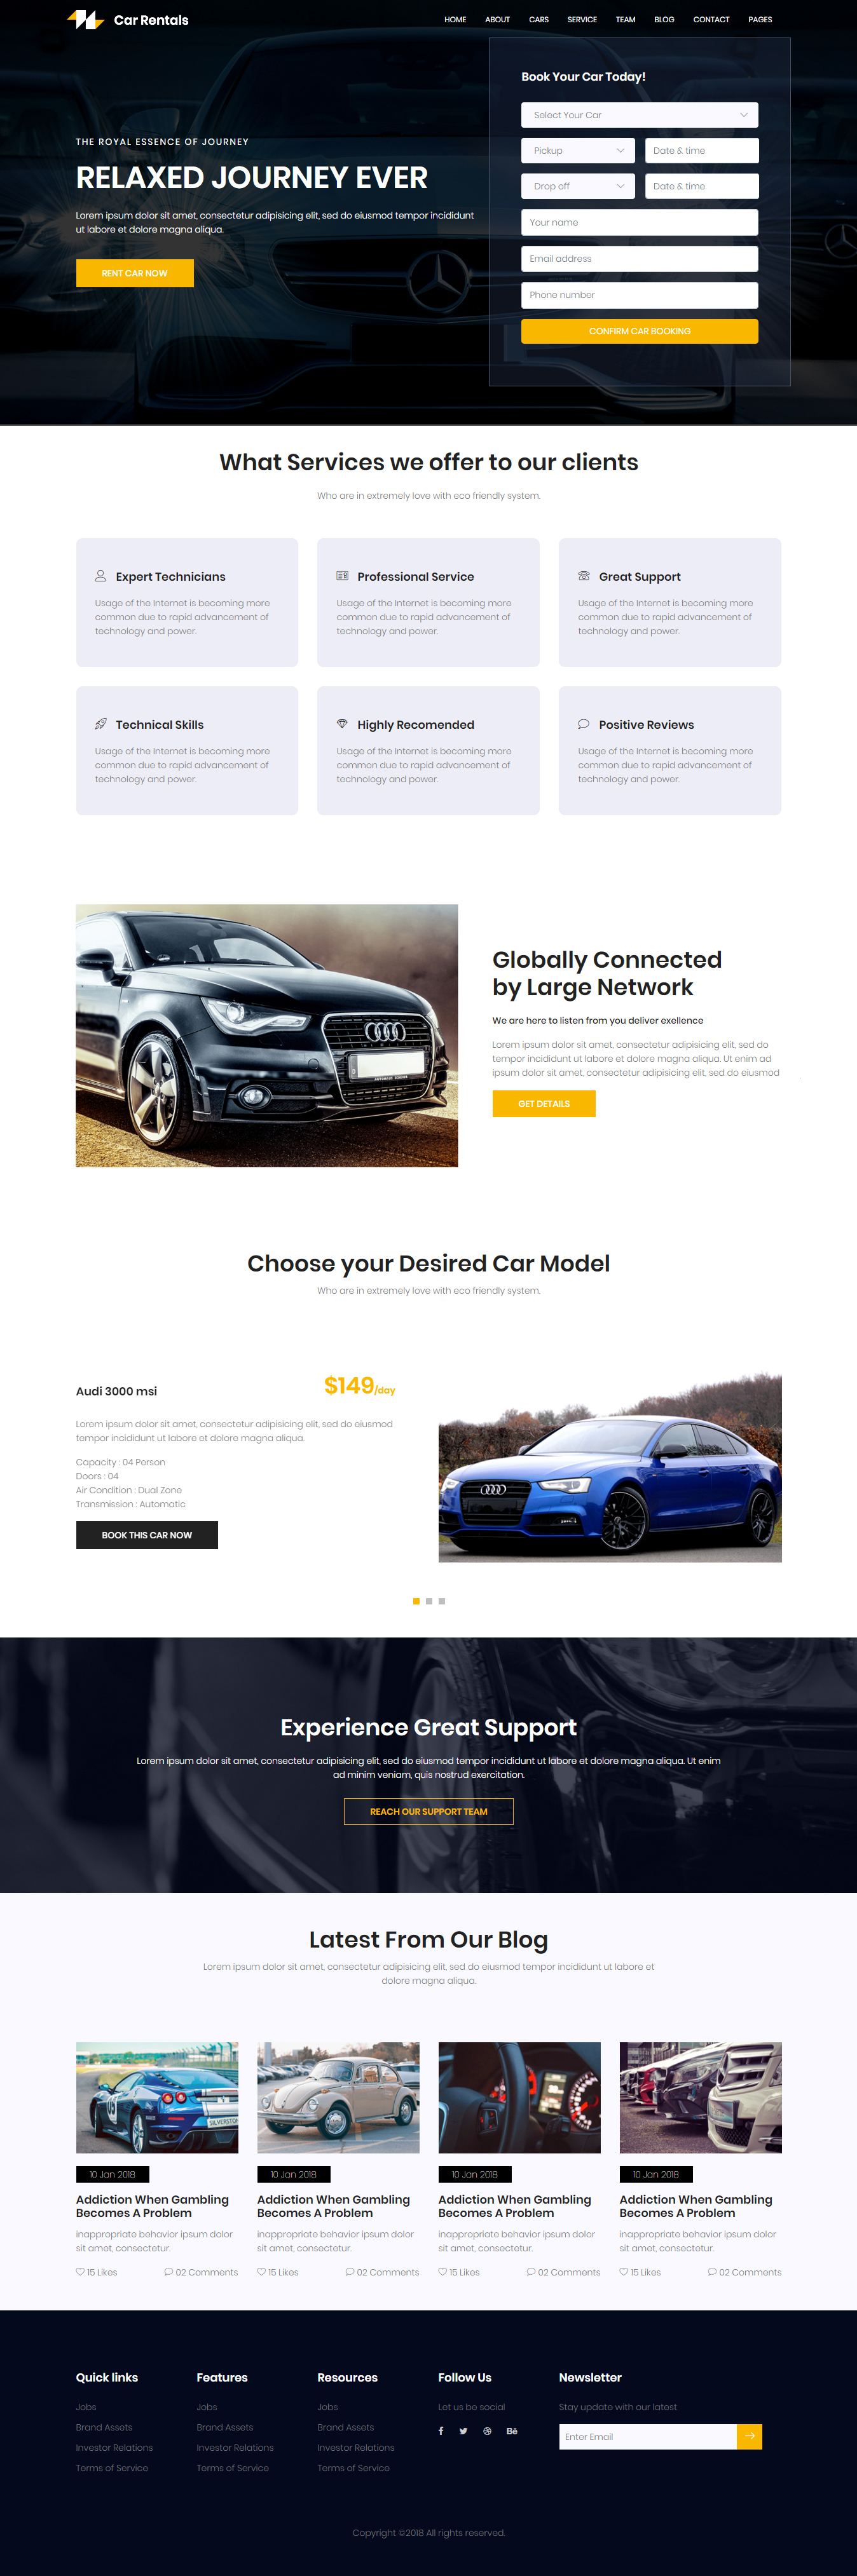 Car Rentals
HOME ABOUT CARS SERVICE TEAM BLOG CONTACT PAGES
THE ROYAL ESSENCE OF JOURNEY
RELAXED JOURNEY EVER
Lorem ipsum dolor sit amet, consectetur adipisicing elit, sed do eiusmod tempor incididunt
ut labore et dolore magna aliqua.
RENT CAR NOW
Book Your Car Today!
Select Your Car
Pickup Date & time
Drop off Date & time
Your name
Email address
Phone number
CONFIRM CAR BOOKING
What Services we offer to our clients
Who are in extremely love with eco friendly system.
Expert Technicians
Usage of the Internet is becoming more
common due to rapid advancement of
technology and power.
Professional Service
Usage of the Internet is becoming more
common due to rapid advancement of
technology and power.
Great Support
Usage of the Internet is becoming more
common due to rapid advancement of
technology and power.
Technical Skills
Usage of the Internet is becoming more
common due to rapid advancement of
technology and power.
Highly Recomended
Usage of the Internet is becoming more
common due to rapid advancement of
technology and power.
Positive Reviews
Usage of the Internet is becoming more
common due to rapid advancement of
technology and power.
Globally Connected
by Large Network
We are here to listen from you deliver exellence
Lorem ipsum dolor sit amet, consectetur adipisicing elit, sed do
tempor incididunt ut labore et dolore magna aliqua. Ut enim ad
ipsum dolor sit amet, consectetur adipisicing elit, sed do eiusmod
GET DETAILS
Choose your Desired Car Model
Who are in extremely love with eco friendly system.
Audi 3000 msi
$149/day
Lorem ipsum dolor sit amet, consectetur adipisicing elit, sed do eiusmod
tempor incididunt ut labore et dolore magna aliqua.
Capacity : 04 Person
Doors : 04
Air Condition : Dual Zone
Transmission : Automatic
BOOK THIS CAR NOW
Experience Great Support
Lorem ipsum dolor sit amet, consectetur adipisicing elit, sed do eiusmod tempor incididunt ut labore et dolore magna aliqua. Ut enim
ad minim veniam, quis nostrud exercitation.
REACH OUR SUPPORT TEAM
Latest From Our Blog
Lorem ipsum dolor sit amet, consectetur adipisicing elit, sed do eiusmod tempor incididunt ut labore et
dolore magna aliqua.
10 Jan 2018
Addiction When Gambling
Becomes A Problem
inappropriate behavior ipsum dolor
sit amet, consectetur.
15 Likes 02 Comments
10 Jan 2018
Addiction When Gambling
Becomes A Problem
inappropriate behavior ipsum dolor
sit amet, consectetur.
15 Likes 02 Comments
10 Jan 2018
Addiction When Gambling
Becomes A Problem
inappropriate behavior ipsum dolor
sit amet, consectetur.
15 Likes 02 Comments
10 Jan 2018
Addiction When Gambling
Becomes A Problem
inappropriate behavior ipsum dolor
sit amet, consectetur.
15 Likes 02 Comments
Quick links
Jobs
Brand Assets
Investor Relations
Terms of Service
Features
Jobs
Brand Assets
Investor Relations
Terms of Service
Resources
Jobs
Brand Assets
Investor Relations
Terms of Service
Follow Us
Let us be social
Newsletter
Stay update with our latest
Enter Email
Copyright ©2018 All rights reserved.